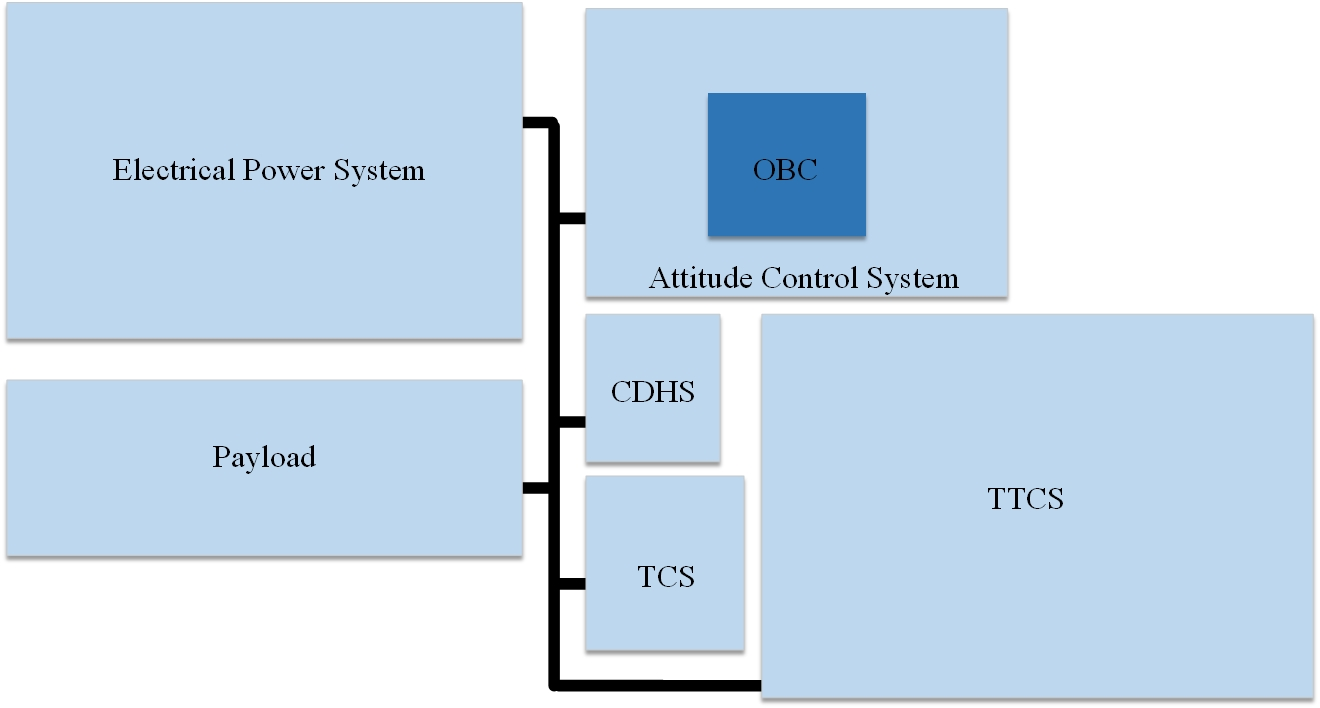 Electrical Power System
OBC
Attitude Control System
CDHS
Payload
TTCS
TCS